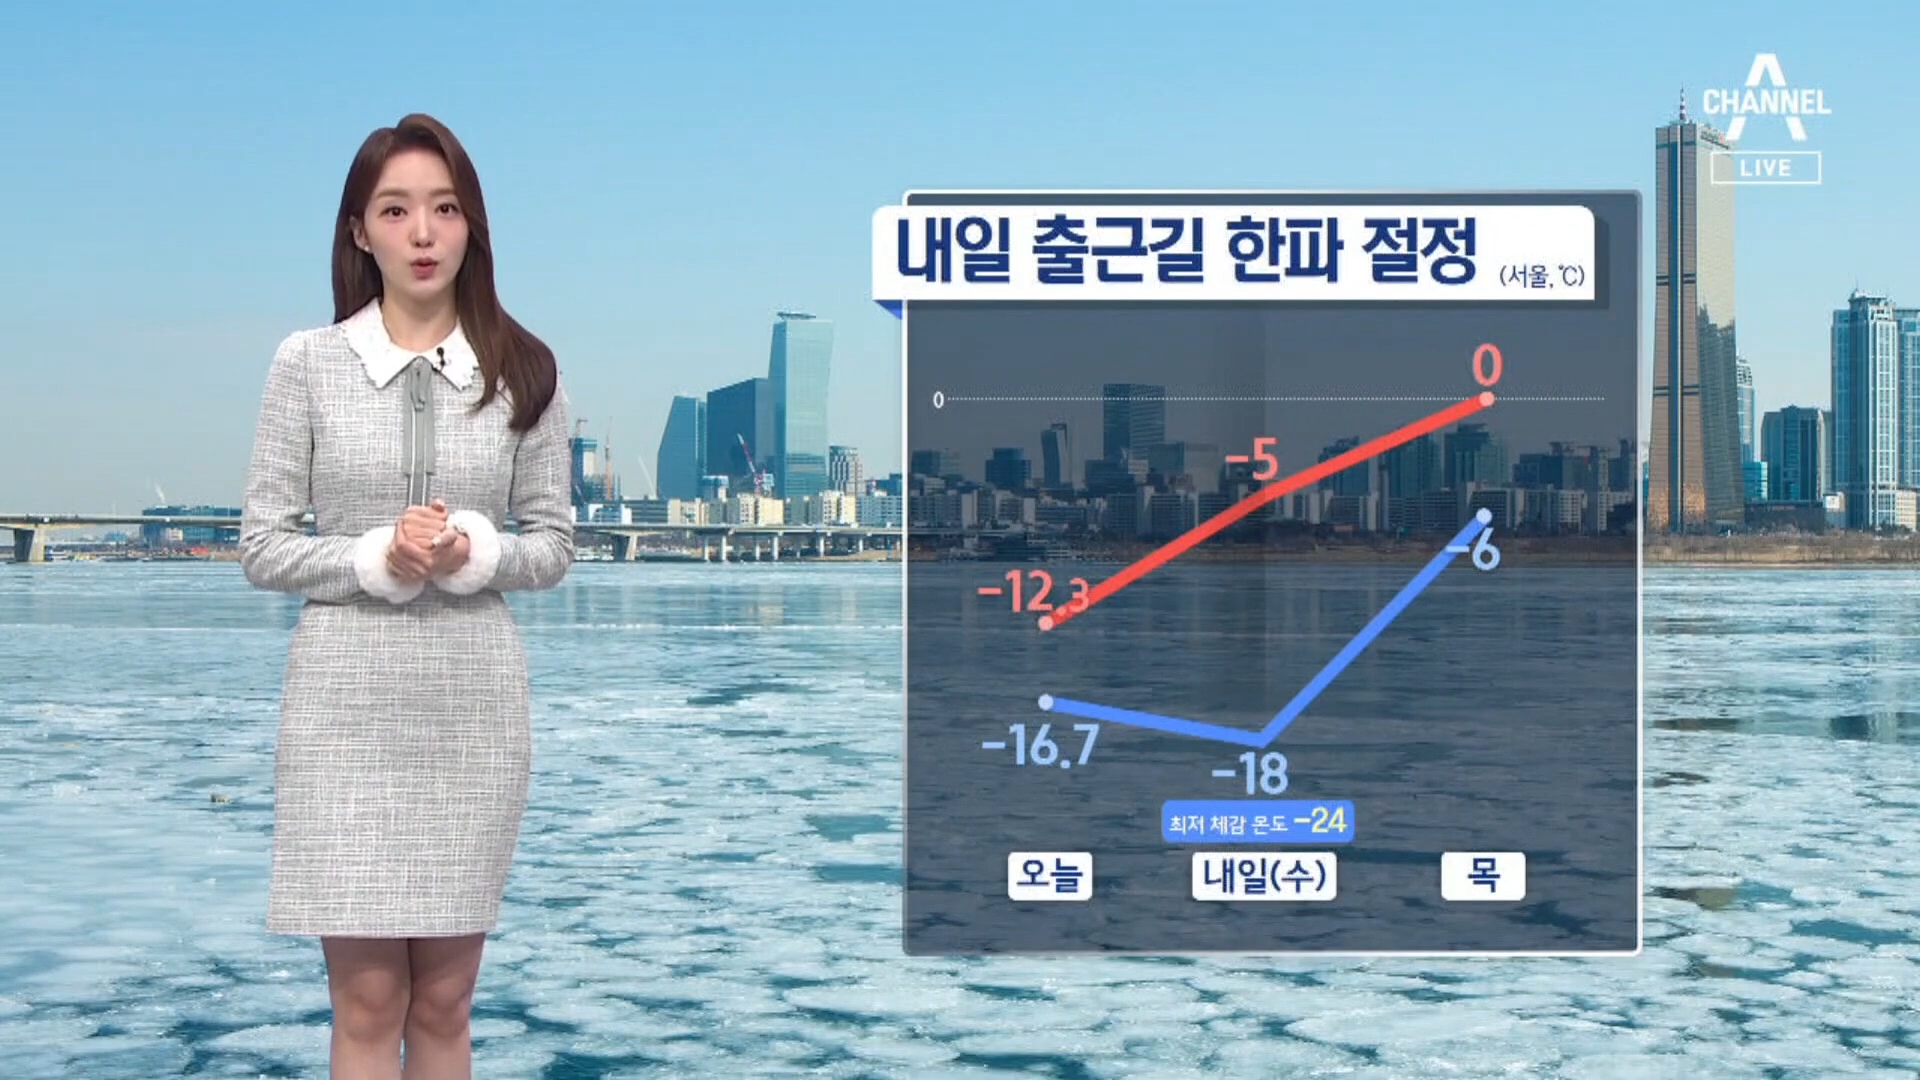 CHANNEL A
LIVE
내일 출근길 한파 절정 (서울, ℃)
0
0
-5
-12.3
-6
-16.7
-18
최저 체감 온도 -24
오늘
내일(수)
목